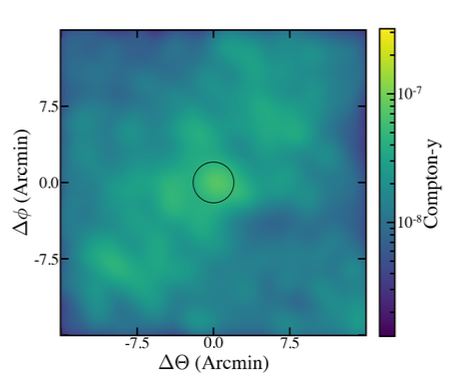 7.5
0.0
-7.5
Δϕ (Arcmin)
-7.5 0.0 7.5
ΔΘ (Arcmin)
10⁻⁷
10⁻⁸
Compton-y